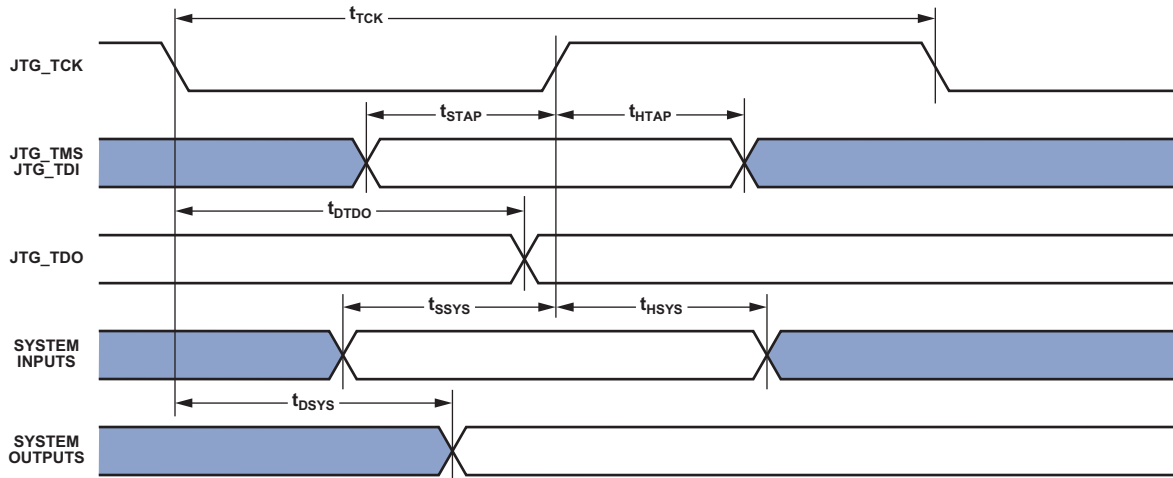 tTCK
JTG_TCK
tSTAP
tHTAP
JTG_TMS
JTG_TDI
tDTDO
JTG_TDO
tSSYS
tHSYS
SYSTEM
INPUTS
tDSYS
SYSTEM
OUTPUTS